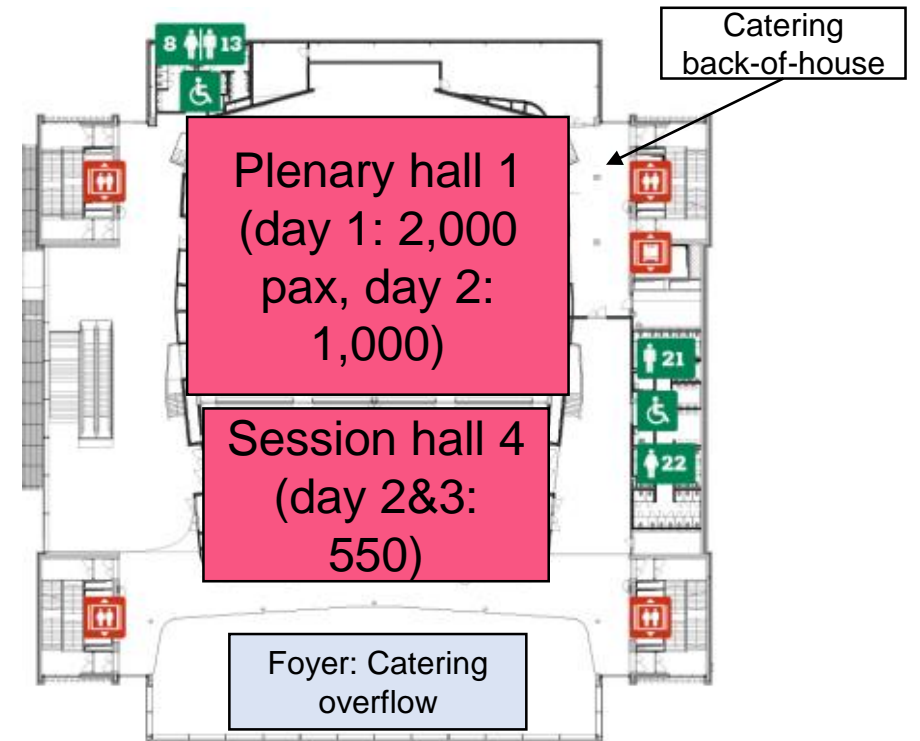 Catering
back-of-house
8 13
Plenary hall 1
(day 1: 2,000
pax, day 2:
1,000)
21
22
Session hall 4
(day 2&3:
550)
Foyer: Catering
overflow